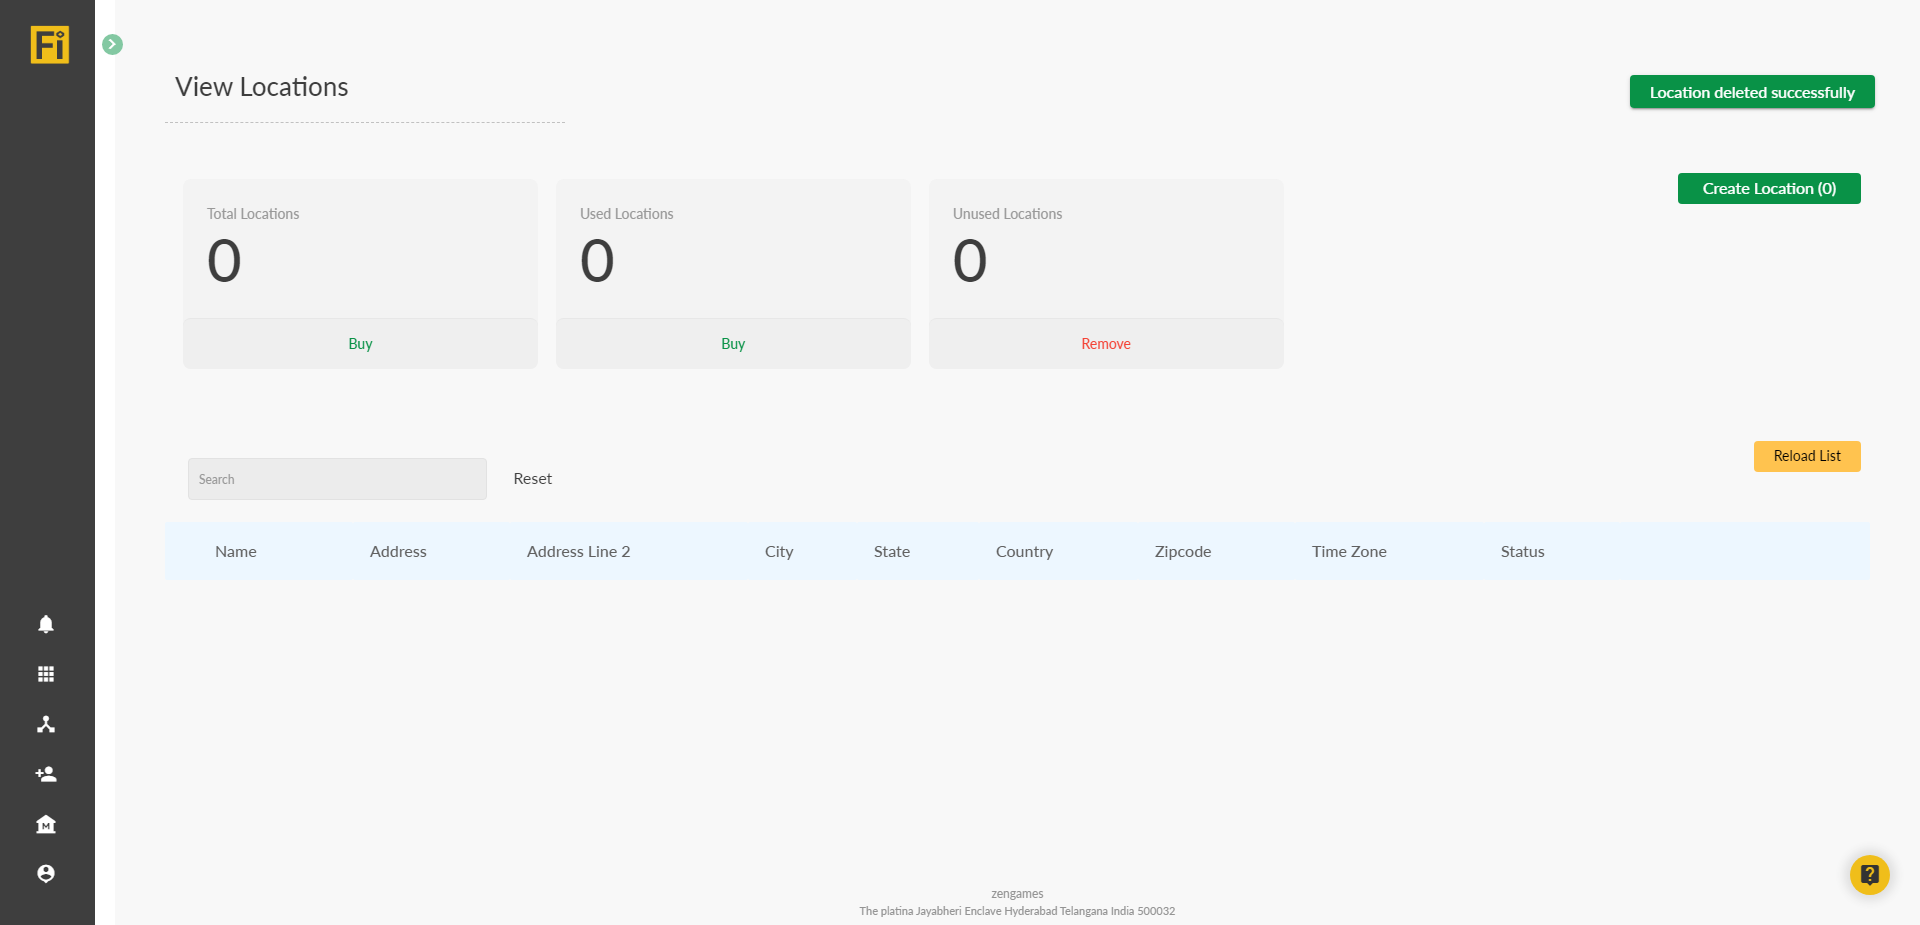 Fi
View Locations
Location deleted successfully
Create Location (0)
Total Locations
0
Buy
Used Locations
0
Buy
Unused Locations
0
Remove
Search
Reset
Reload List
Name Address Address Line 2 City State Country Zipcode Time Zone Status
M
?
zengames
The platina Jayabheri Enclave Hyderabad Telangana India 500032